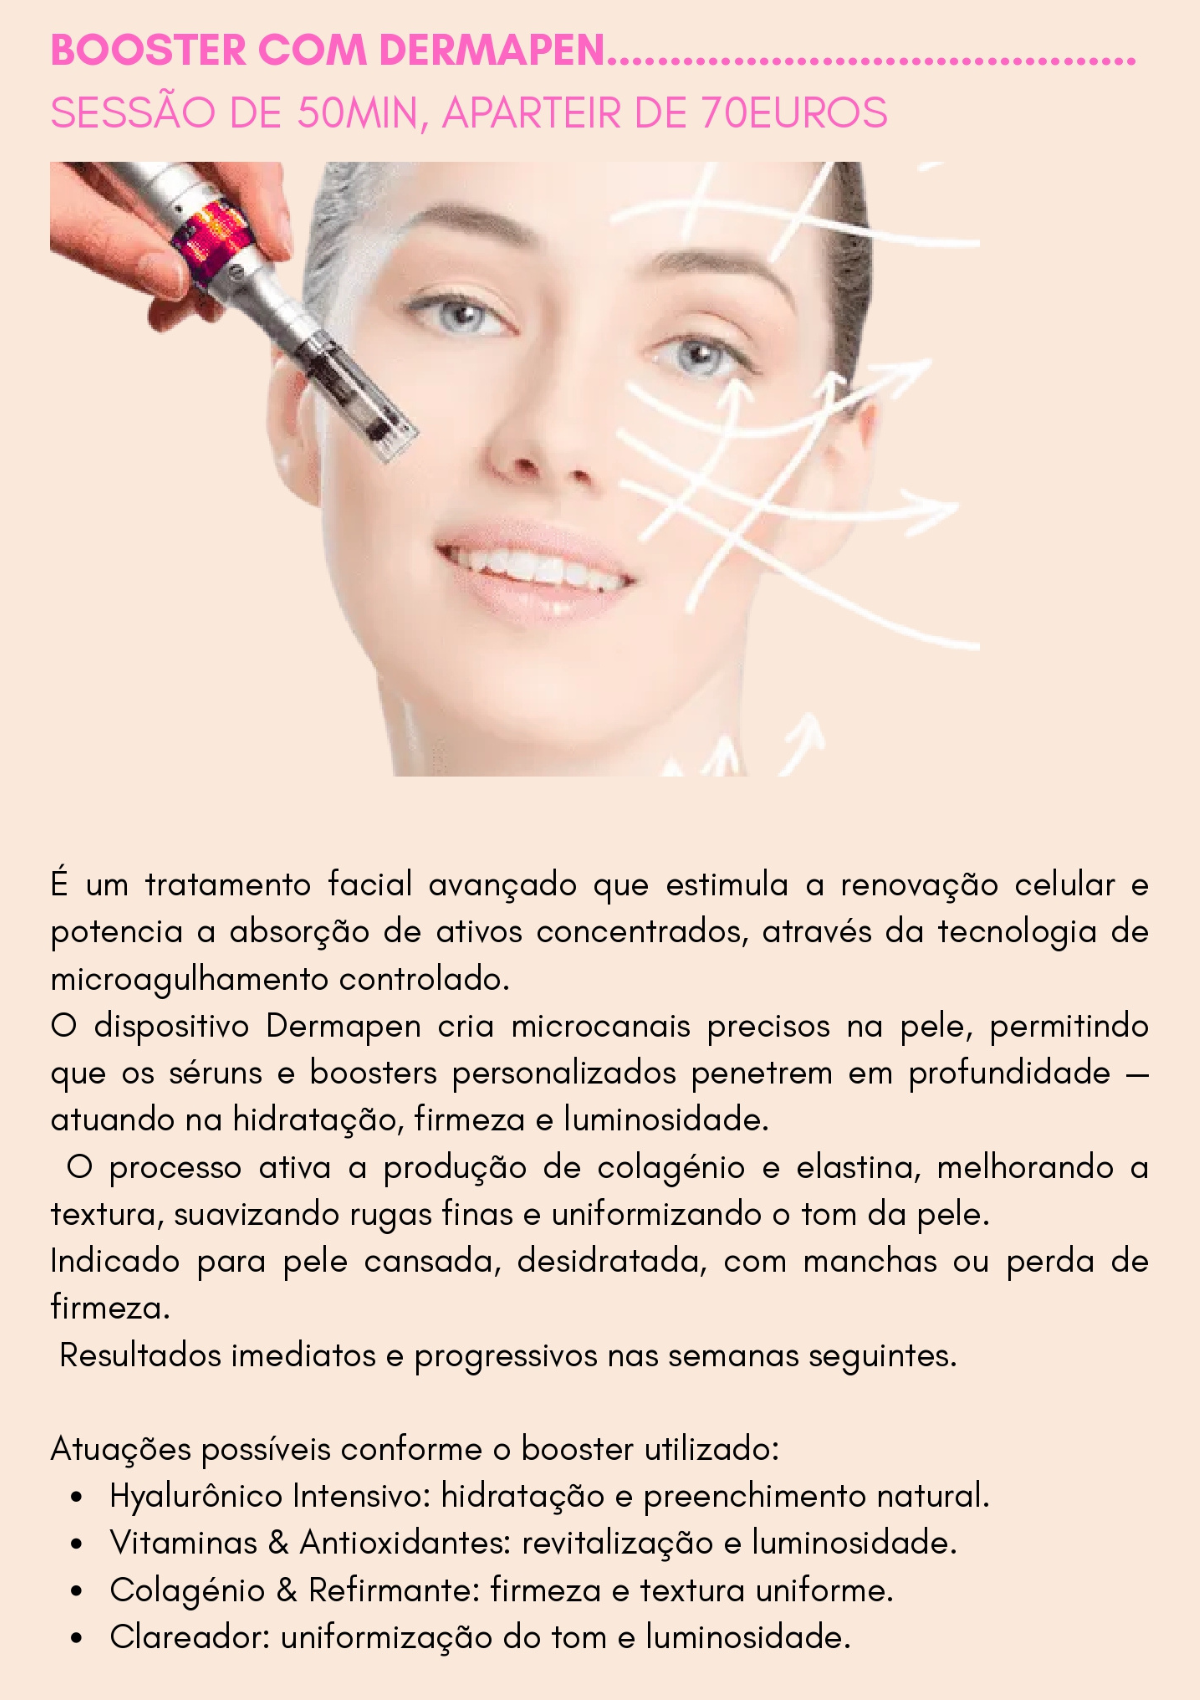 BOOSTER COM DERMAPEN..........................................
SESSÃO DE 50MIN, APARTEIR DE 70EUROS
É um tratamento facial avançado que estimula a renovação celular e
potencia a absorção de ativos concentrados, através da tecnologia de
microagulhamento controlado.
O dispositivo Dermapen cria microcanais precisos na pele, permitindo
que os séruns e boosters personalizados penetrem em profundidade —
atuando na hidratação, firmeza e luminosidade.
O processo ativa a produção de colagénio e elastina, melhorando a
textura, suavizando rugas finas e uniformizando o tom da pele.
Indicado para pele cansada, desidratada, com manchas ou perda de
firmeza.
Resultados imediatos e progressivos nas semanas seguintes.
Atuações possíveis conforme o booster utilizado:
• Hyalurônico Intensivo: hidratação e preenchimento natural.
• Vitaminas & Antioxidantes: revitalização e luminosidade.
• Colagénio & Refirmante: firmeza e textura uniforme.
• Clareador: uniformização do tom e luminosidade.